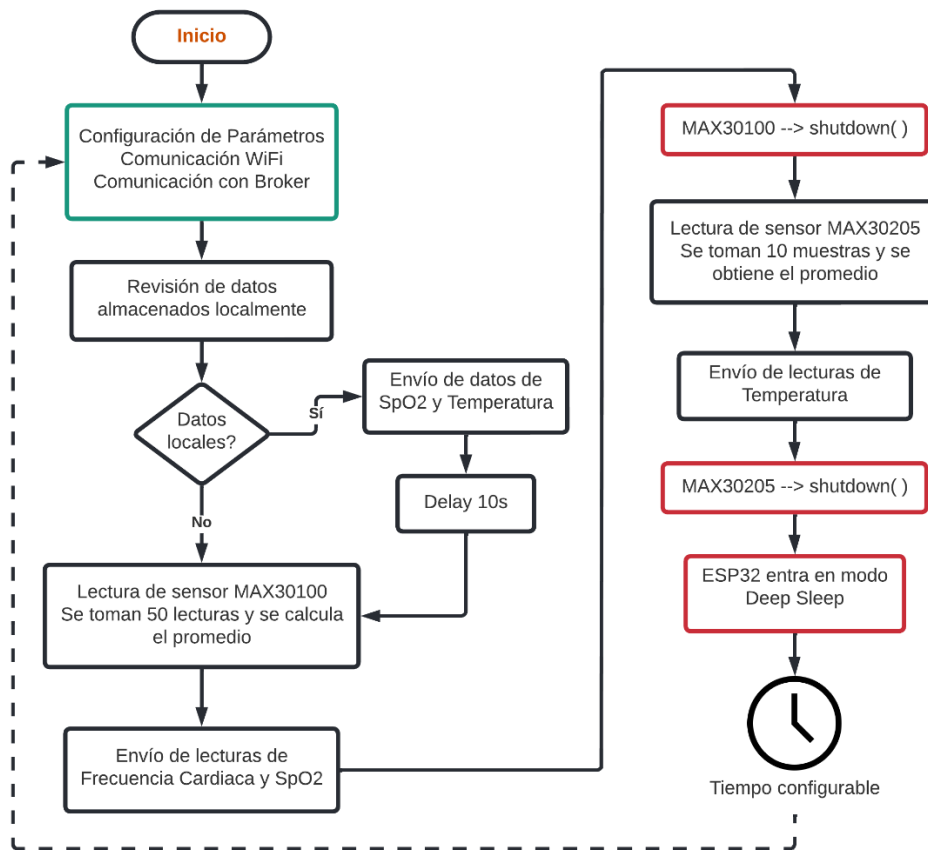 Inicio
Configuración de Parámetros
Comunicación WiFi
Comunicación con Broker
Revisión de datos
almacenados localmente
Datos
locales?
Sí
Envío de datos de
SpO2 y Temperatura
Delay 10s
No
Lectura de sensor MAX30100
Se toman 50 lecturas y se calcula
el promedio
Envío de lecturas de
Frecuencia Cardiaca y SpO2
MAX30100 --> shutdown( )
Lectura de sensor MAX30205
Se toman 10 muestras y se
obtiene el promedio
Envío de lecturas de
Temperatura
MAX30205 --> shutdown( )
ESP32 entra en modo
Deep Sleep
Tiempo configurable